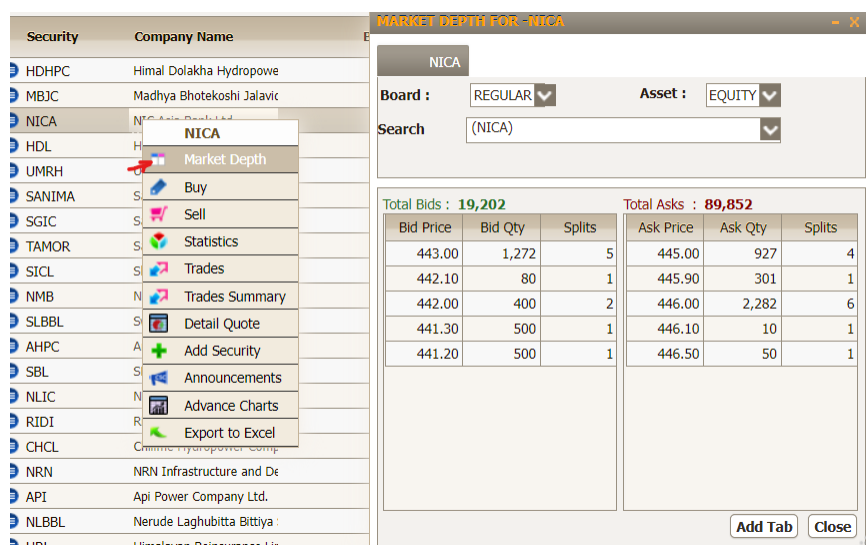 Security Company Name
HDHPC Himal Dolakha Hydropowe
MBJC Madhya Bhotekoshi Jalavic
NICA
HDL
UMRH
SANIMA
SGIC
TAMOR
SICL
NMB
SLBBL
AHPC
SBL
NLIC
RIDI
CHCL
NRN NRN Infrastructure and De
API Api Power Company Ltd.
NLBBL Nerude Laghubitta Bittiya
NICA
Market Depth
Buy
Sell
Statistics
Trades
Trades Summary
Detail Quote
Add Security
Announcements
Advance Charts
Export to Excel
MARKET DEPTH FOR -NICA
NICA
Board : REGULAR Asset : EQUITY
Search (NICA)
Total Bids : 19,202 Total Asks : 89,852
Bid Price Bid Qty Splits Ask Price Ask Qty Splits
443.00 1,272 5 445.00 927 4
442.10 80 1 445.90 301 1
442.00 400 2 446.00 2,282 6
441.30 500 1 446.10 10 1
441.20 500 1 446.50 50 1
Add Tab Close